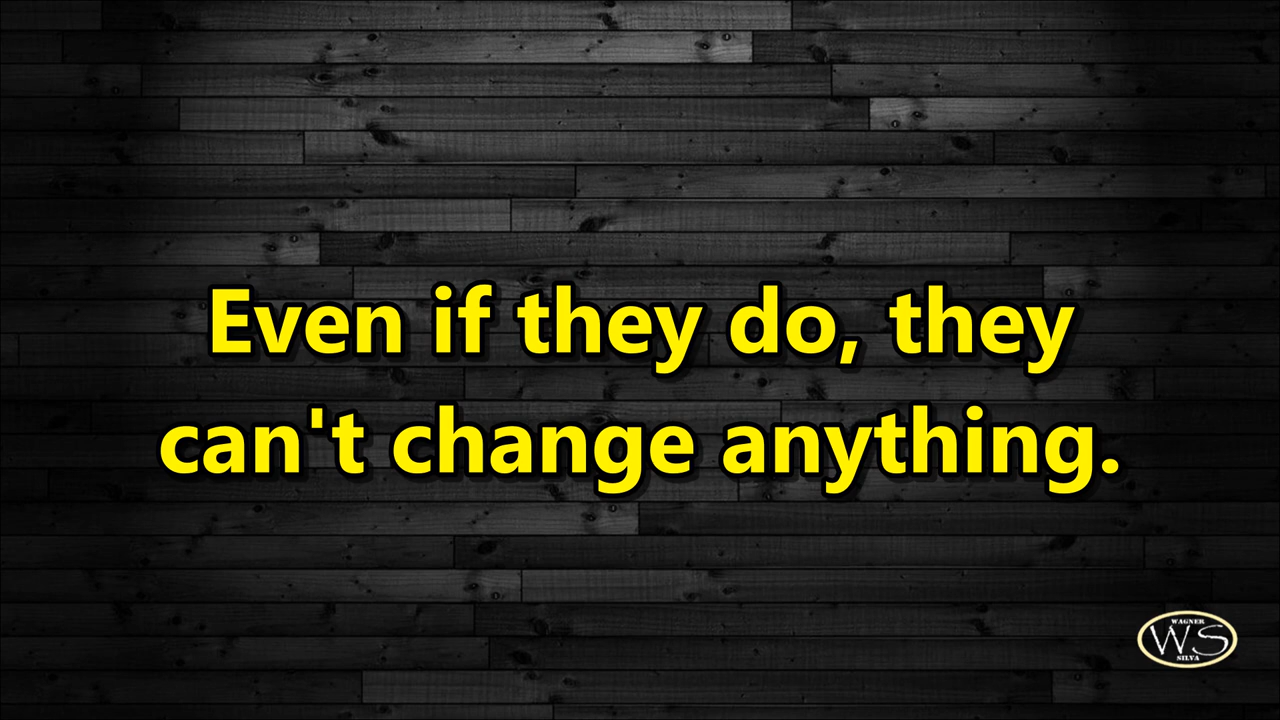 Even if they do, they
can't change anything.
WAGNER
WS
SILVA